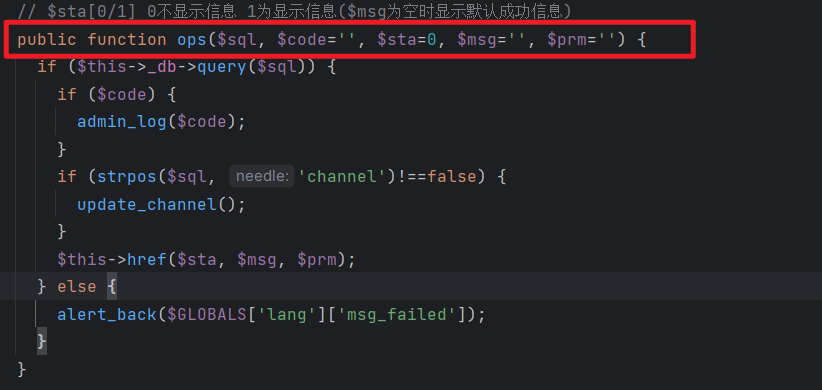 // $sta[0/1] 0不显示信息 1为显示信息($msg为空时显示默认成功信息)
public function ops($sql, $code='', $sta=0, $msg='', $prm='') {
if ($this->_db->query($sql)) {
if ($code) {
admin_log($code);
}
if (strpos($sql, needle: 'channel')!==false) {
update_channel();
}
$this->href($sta, $msg, $prm);
} else {
alert_back($GLOBALS['lang']['msg_failed']);
}
}